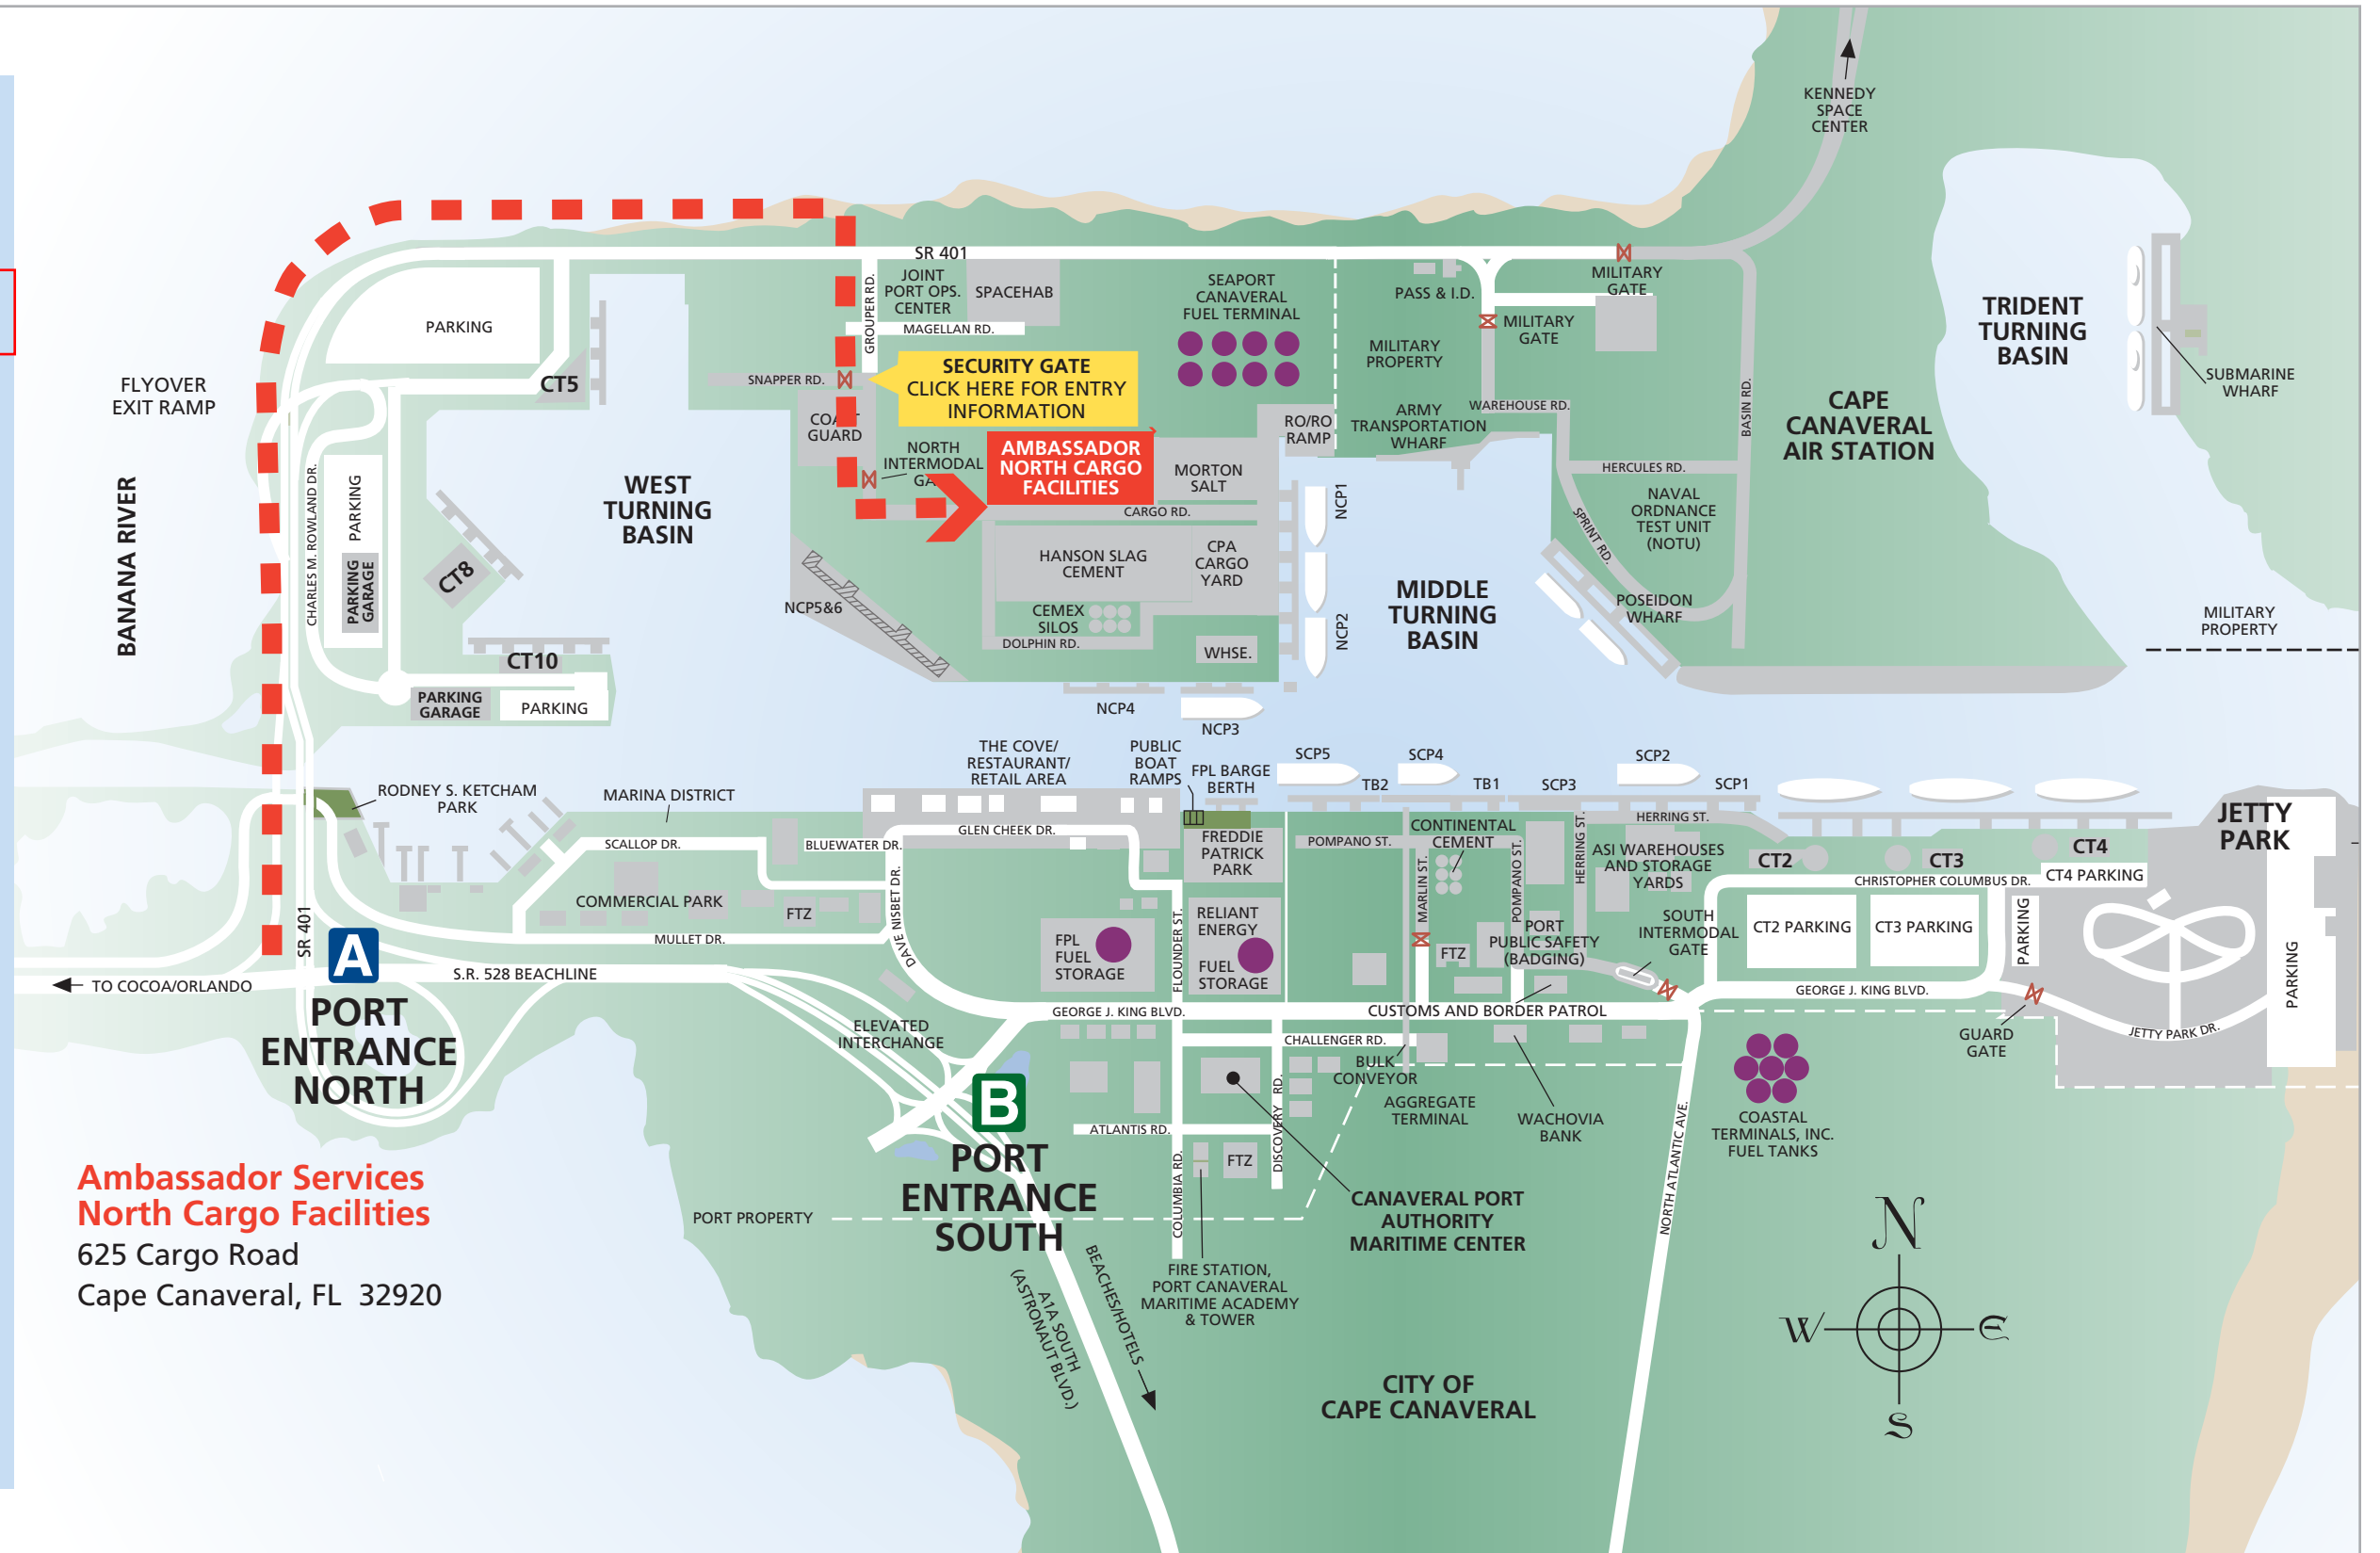 KENNEDY
SPACE
CENTER
SR 401
GROUPER RD.
JOINT
PORT OPS.
CENTER
SPACEHAB
MAGELLAN RD.
SEAPORT
CANAVERAL
FUEL TERMINAL
PASS & I.D.
MILITARY
GATE
MILITARY
GATE
MILITARY
PROPERTY
TRIDENT
TURNING
BASIN
SUBMARINE
WHARF
PARKING
FLYOVER
EXIT RAMP
CT5
SNAPPER RD.
SECURITY GATE
CLICK HERE FOR ENTRY
INFORMATION
COAST
GUARD
NORTH
INTERMODAL
GA
AMBASSADOR
NORTH CARGO
FACILITIES
MORTON
SALT
RO/RO
RAMP
ARMY
TRANSPORTATION
WHARF
WAREHOUSE RD.
BASIN RD.
CAPE
CANAVERAL
AIR STATION
HERCULES RD.
NAVAL
ORDNANCE
TEST UNIT
(NOTU)
SPRINT RD.
POSEIDON
WHARF
MILITARY
PROPERTY
BANANA RIVER
CHARLES M. ROWLAND DR.
PARKING
PARKING
GARAGE
CT8
WEST
TURNING
BASIN
CARGO RD.
HANSON SLAG
CEMENT
CPA
CARGO
YARD
NCP1
NCP2
MIDDLE
TURNING
BASIN
NCP5&6
CEMEX
SILOS
DOLPHIN RD.
WHSE.
CT10
PARKING
GARAGE
PARKING
NCP4
NCP3
RODNEY S. KETCHAM
PARK
MARINA DISTRICT
THE COVE/
RESTAURANT/
RETAIL AREA
PUBLIC
BOAT
RAMPS
FPL BARGE
BERTH
SCP5
TB2
SCP4
TB1
SCP3
SCP2
SCP1
JETTY
PARK
SCALLOP DR.
BLUEWATER DR.
GLEN CHEEK DR.
FREDDIE
PATRICK
PARK
POMPANO ST.
CONTINENTAL
CEMENT
HERRING ST.
HERRING ST.
ASI WAREHOUSES
AND STORAGE
YARDS
CT2
CT3
CT4
CT4 PARKING
CHRISTOPHER COLUMBUS DR.
COMMERCIAL PARK
FTZ
MULLET DR.
DAVE NISBET DR.
FPL
FUEL
STORAGE
FLOUNDER ST.
RELIANT
ENERGY
FUEL
STORAGE
MARLIN ST.
POMPANO ST.
FTZ
PORT
PUBLIC SAFETY
(BADGING)
SOUTH
INTERMODAL
GATE
CT2 PARKING
CT3 PARKING
PARKING
PARKING
SR 401
A
S.R. 528 BEACHLINE
TO COCOA/ORLANDO
PORT
ENTRANCE
NORTH
ELEVATED
INTERCHANGE
GEORGE J. KING BLVD.
CUSTOMS AND BORDER PATROL
GEORGE J. KING BLVD.
GUARD
GATE
JETTY PARK DR.
CHALLENGER RD.
BULK
CONVEYOR
AGGREGATE
TERMINAL
WACHOVIA
BANK
COASTAL
TERMINALS, INC.
FUEL TANKS
B
PORT
ENTRANCE
SOUTH
ATLANTIS RD.
COLUMBIA RD.
FTZ
DISCOVERY RD.
CANAVERAL PORT
AUTHORITY
MARITIME CENTER
NORTH ATLANTIC AVE.
PORT PROPERTY
Ambassador Services
North Cargo Facilities
625 Cargo Road
Cape Canaveral, FL 32920
FIRE STATION,
PORT CANAVERAL
MARITIME ACADEMY
& TOWER
BEACHES/HOTELS
A1A SOUTH
(ASTRONAUT BLVD.)
CITY OF
CAPE CANAVERAL
N
W
E
S